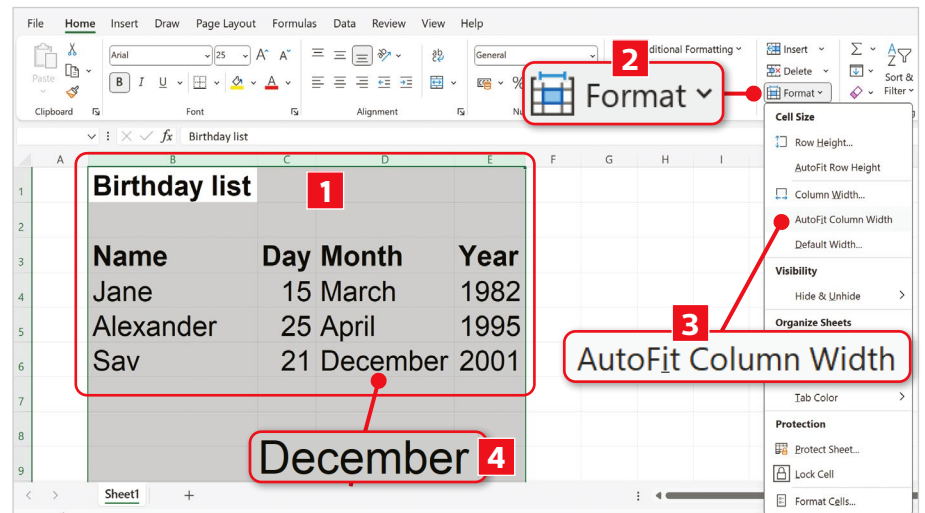 File Home Insert Draw Page Layout Formulas Data Review View Help
Arial 25 A^ A˅ ab General Conditional Formatting Insert Σ A Z
Paste B I U A % Delete Sort &
Format Filter
Clipboard Font Alignment
2
Format
Cell Size
fx Birthday list
Row Height...
A B C D E F G H I
AutoFit Row Height
1 Birthday list
1
Column Width...
AutoFit Column Width
2
Default Width...
3 Name Day Month Year
Visibility
4 Jane 15 March 1982
Hide & Unhide
5 Alexander 25 April 1995
Organize Sheets
3
6 Sav 21 December 2001
AutoFit Column Width
7
Tab Color
8
Protection
9
December 4
Protect Sheet...
Lock Cell
Format Cells...
Sheet1 +